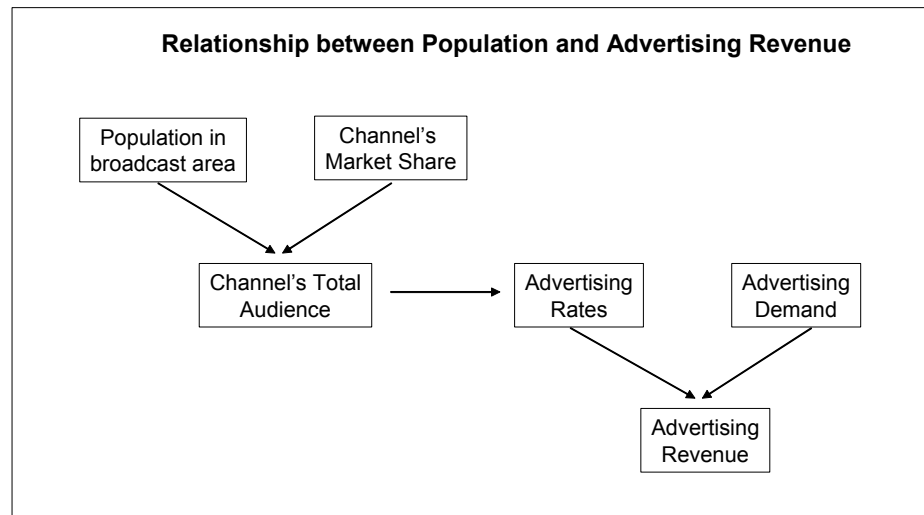 Relationship between Population and Advertising Revenue
Population in
broadcast area
Channel's
Market Share
Channel's Total
Audience
Advertising
Rates
Advertising
Demand
Advertising
Revenue